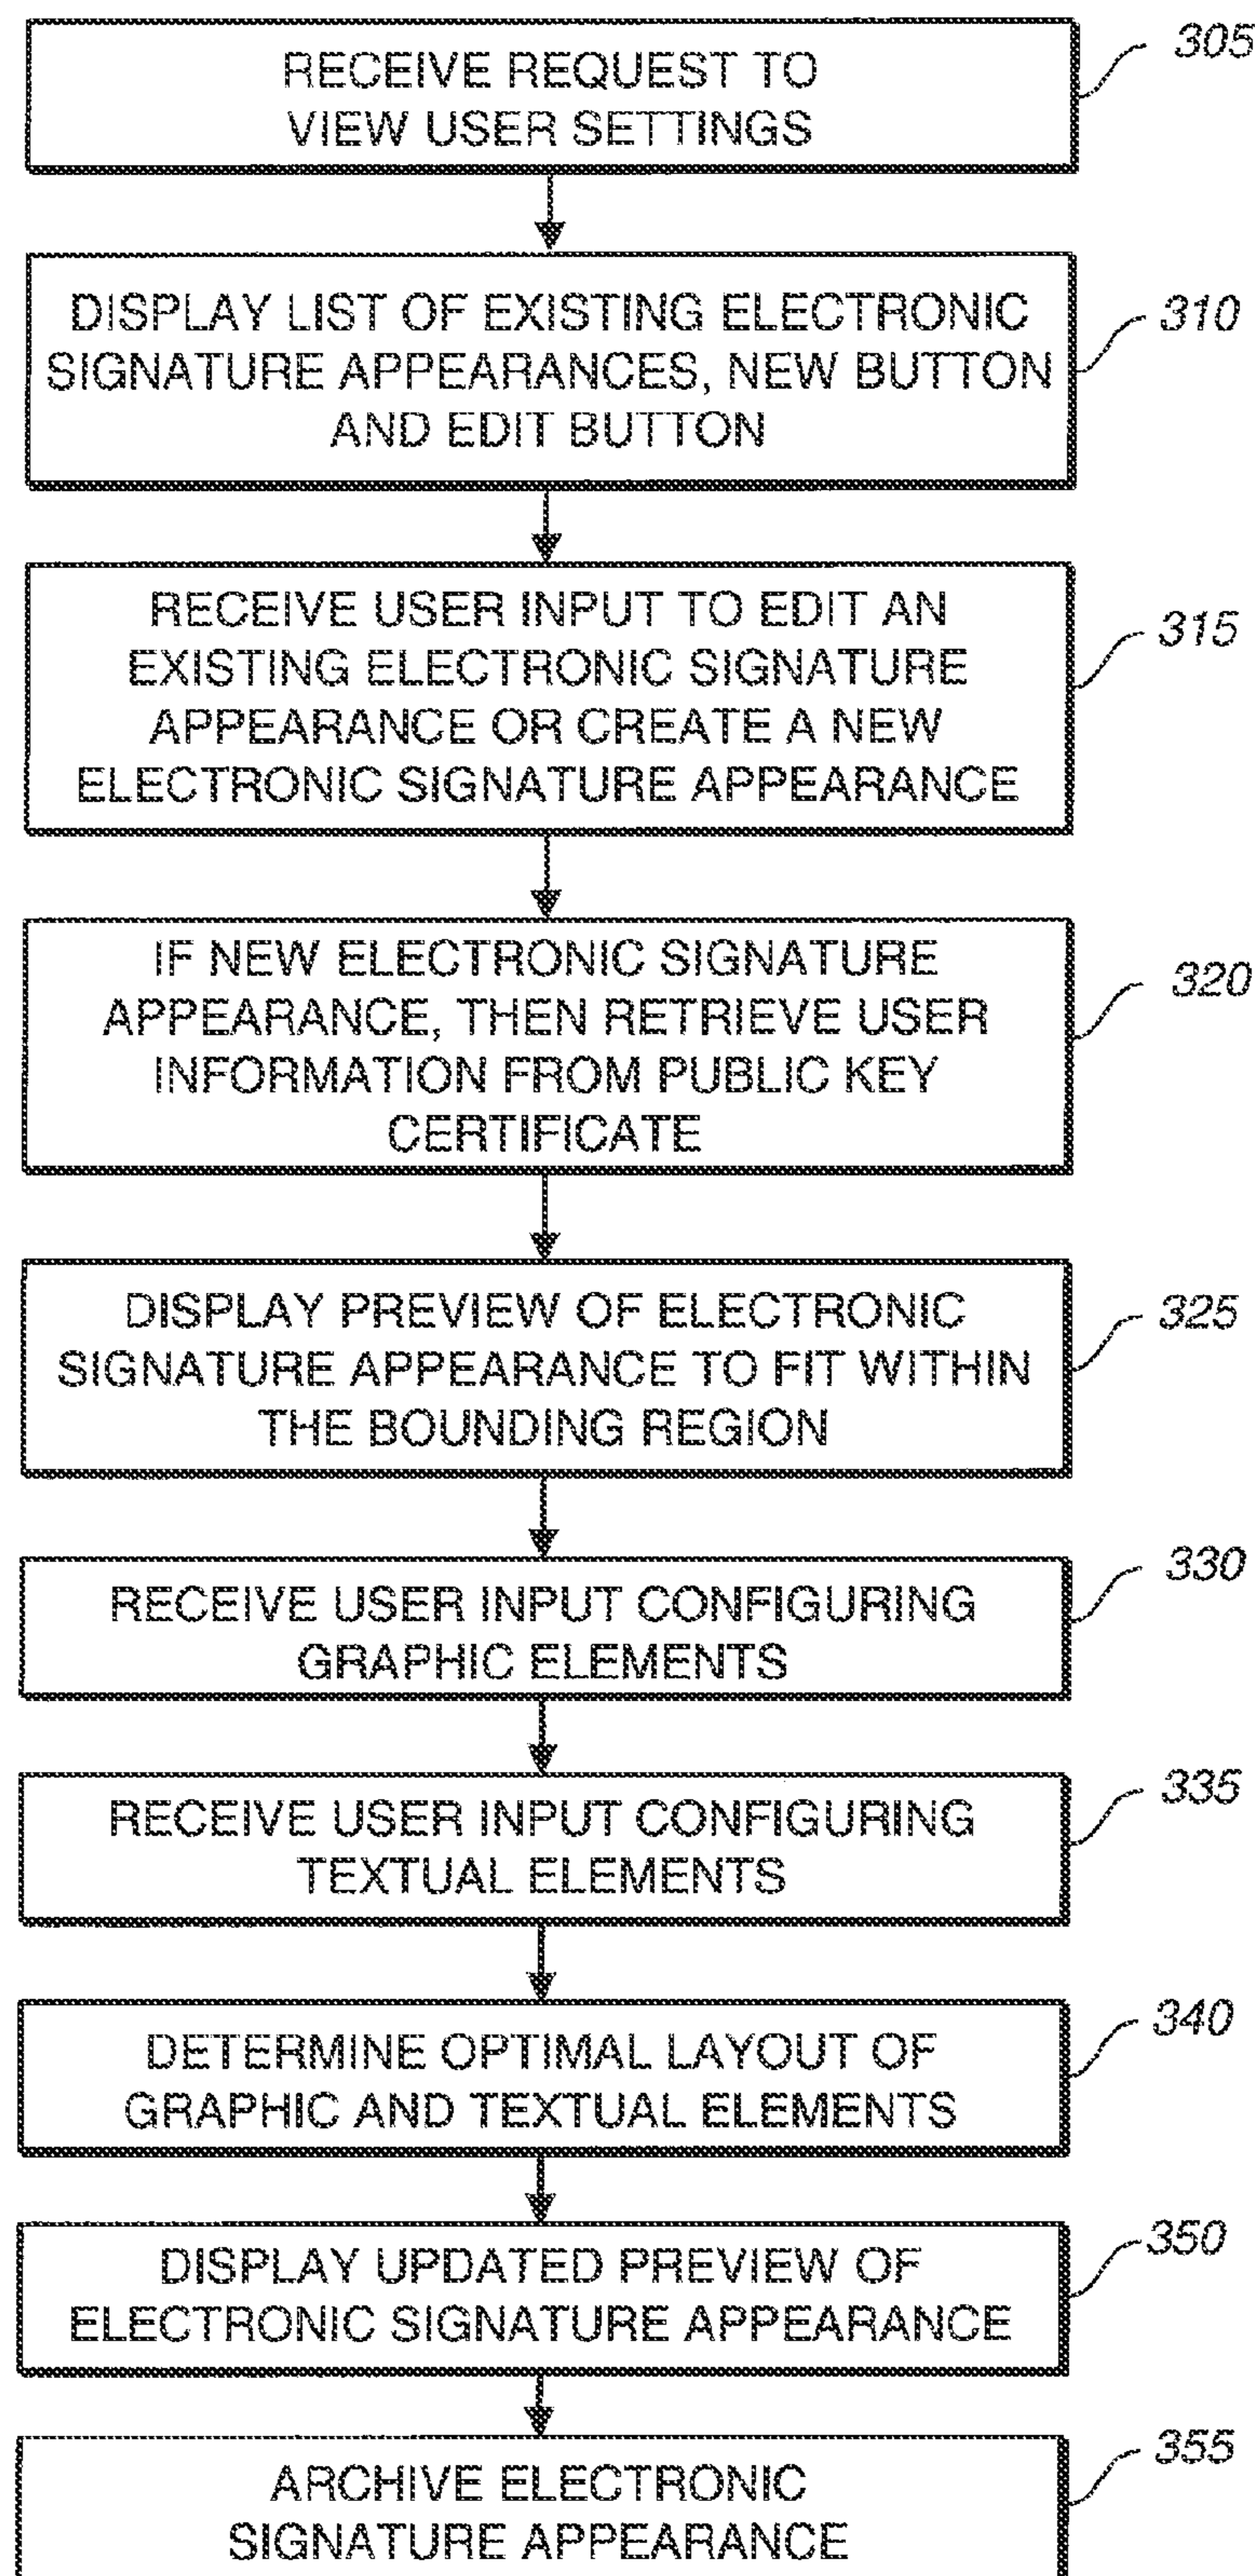 RECEIVE REQUEST TO
VIEW USER SETTINGS
305
DISPLAY LIST OF EXISTING ELECTRONIC
SIGNATURE APPEARANCES, NEW BUTTON
AND EDIT BUTTON
310
RECEIVE USER INPUT TO EDIT AN
EXISTING ELECTRONIC SIGNATURE
APPEARANCE OR CREATE A NEW
ELECTRONIC SIGNATURE APPEARANCE
315
IF NEW ELECTRONIC SIGNATURE
APPEARANCE, THEN RETRIEVE USER
INFORMATION FROM PUBLIC KEY
CERTIFICATE
320
DISPLAY PREVIEW OF ELECTRONIC
SIGNATURE APPEARANCE TO FIT WITHIN
THE BOUNDING REGION
325
RECEIVE USER INPUT CONFIGURING
GRAPHIC ELEMENTS
330
RECEIVE USER INPUT CONFIGURING
TEXTUAL ELEMENTS
335
DETERMINE OPTIMAL LAYOUT OF
GRAPHIC AND TEXTUAL ELEMENTS
340
DISPLAY UPDATED PREVIEW OF
ELECTRONIC SIGNATURE APPEARANCE
350
ARCHIVE ELECTRONIC
SIGNATURE APPEARANCE
355